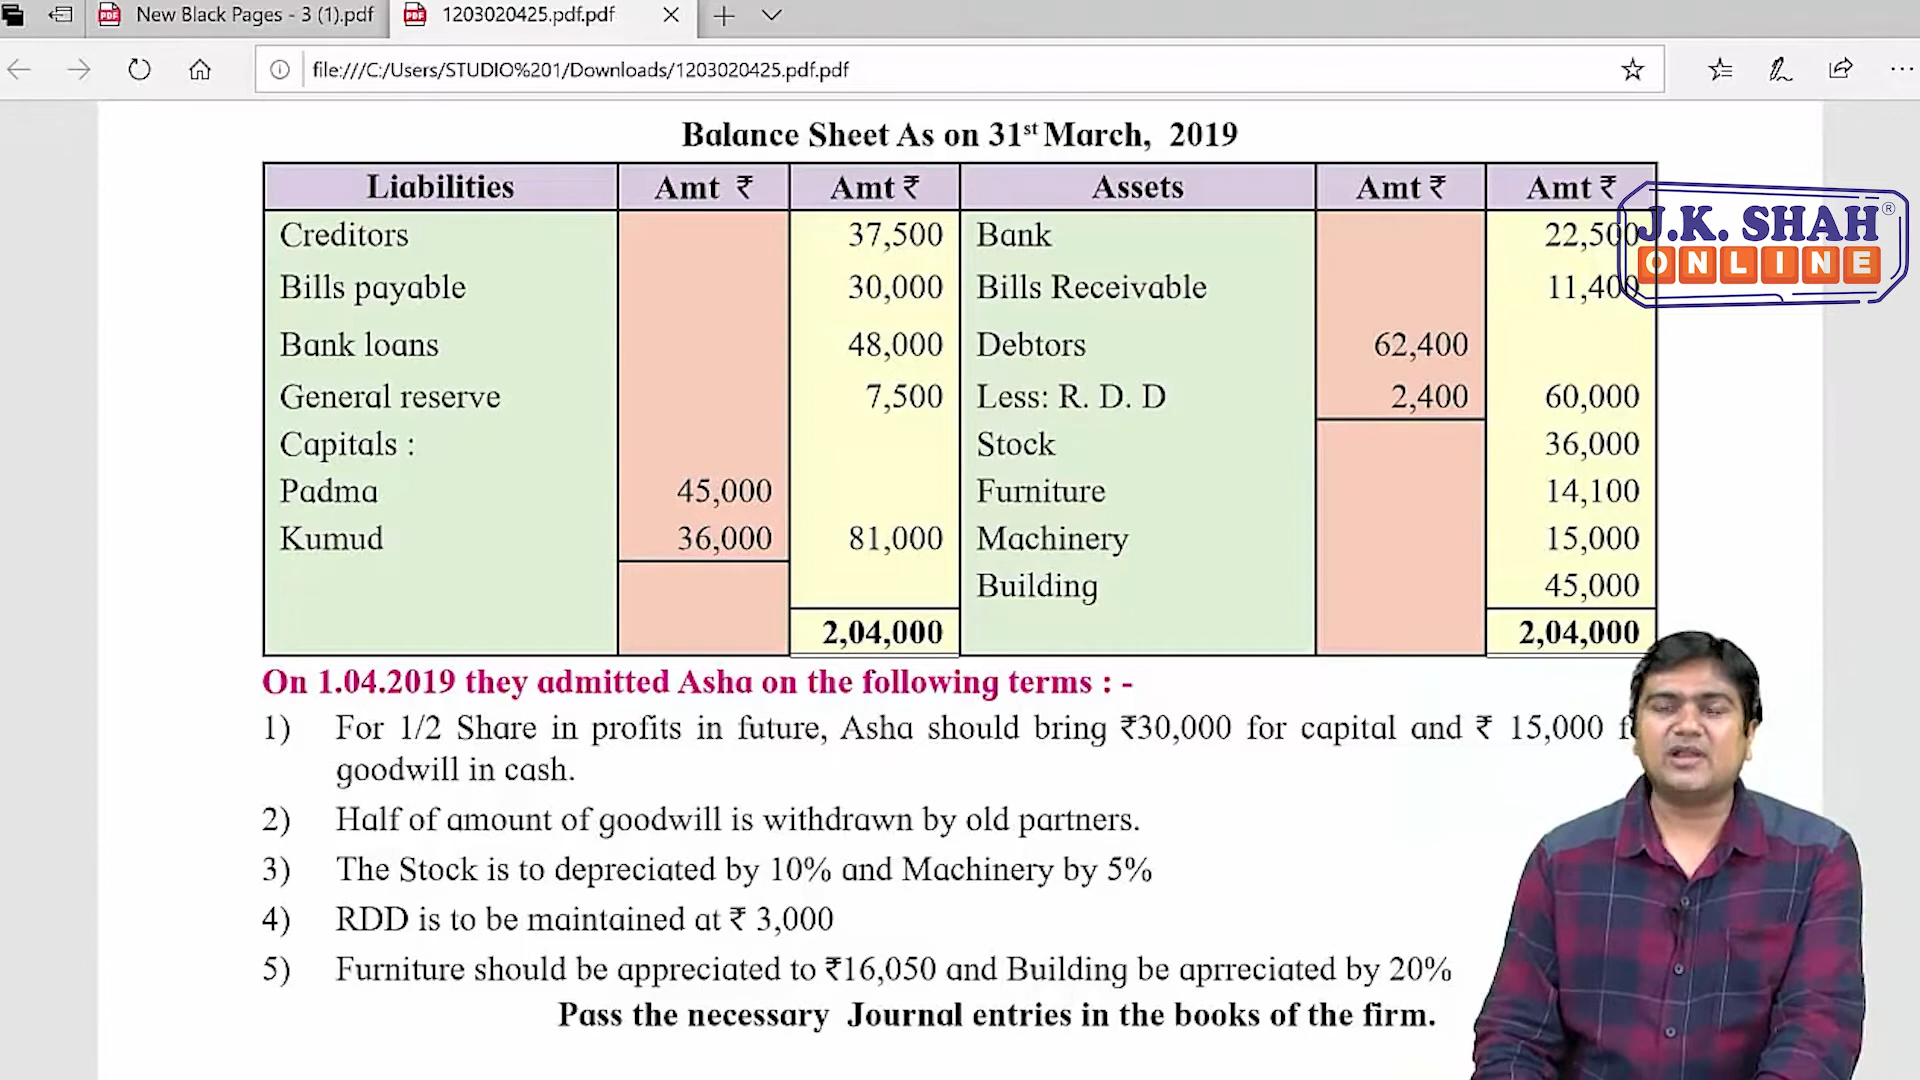 New Black Pages - 3 (1).pdf
1203020425.pdf.pdf
file:///C:/Users/STUDIO%201/Downloads/1203020425.pdf.pdf
Balance Sheet As on 31st March, 2019
Liabilities Amt ₹ Amt ₹ Assets Amt ₹ Amt ₹
Creditors 37,500 Bank 22,500
Bills payable 30,000 Bills Receivable 11,400
Bank loans 48,000 Debtors 62,400
General reserve 7,500 Less: R. D. D 2,400 60,000
Capitals : Stock 36,000
Padma 45,000 Furniture 14,100
Kumud 36,000 81,000 Machinery 15,000
Building 45,000
2,04,000 2,04,000
J.K. SHAH®
ONLINE
On 1.04.2019 they admitted Asha on the following terms : -
1) For 1/2 Share in profits in future, Asha should bring ₹30,000 for capital and ₹ 15,000
goodwill in cash.
2) Half of amount of goodwill is withdrawn by old partners.
3) The Stock is to depreciated by 10% and Machinery by 5%
4) RDD is to be maintained at ₹ 3,000
5) Furniture should be appreciated to ₹16,050 and Building be aprreciated by 20%
Pass the necessary Journal entries in the books of the firm.